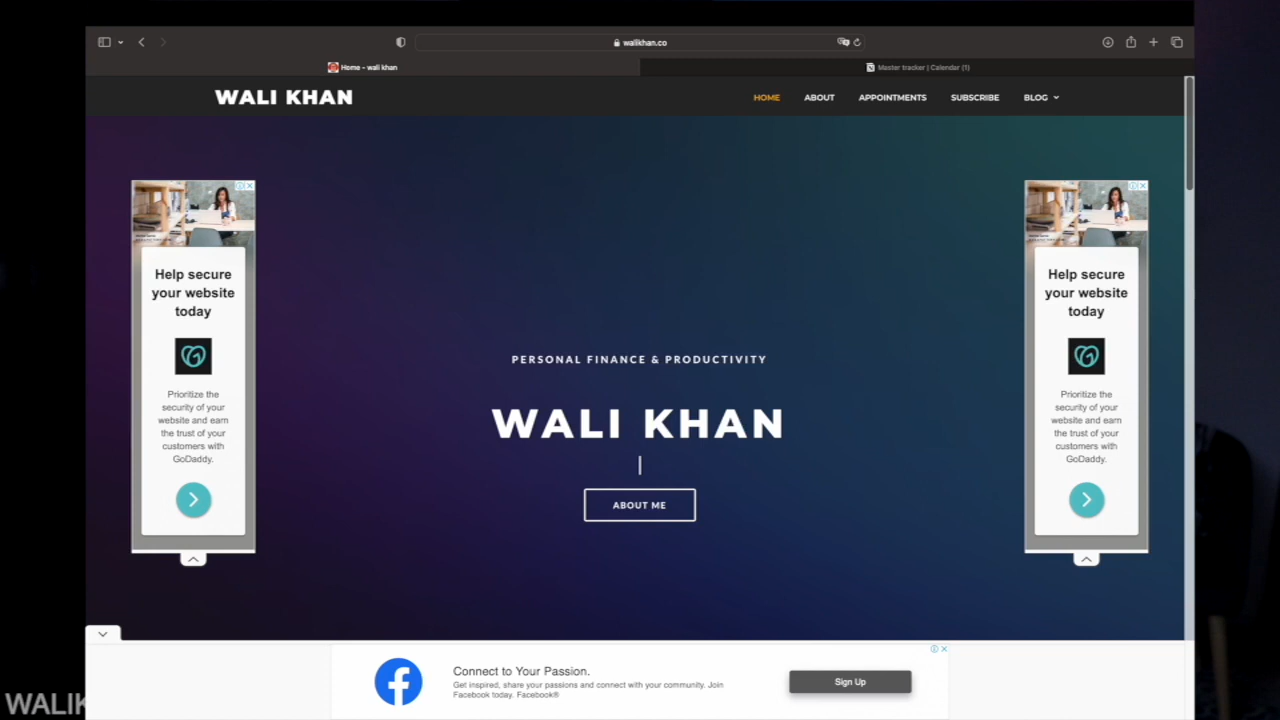 walikhan.co
Home - wali khan
Master tracker | Calendar (1)
WALI KHAN
HOME
ABOUT
APPOINTMENTS
SUBSCRIBE
BLOG
Help secure
your website
today
Prioritize the
security of your
website and earn
the trust of your
customers with
GoDaddy.
PERSONAL FINANCE & PRODUCTIVITY
WALI KHAN
ABOUT ME
Help secure
your website
today
Prioritize the
security of your
website and earn
the trust of your
customers with
GoDaddy.
Connect to Your Passion.
Get inspired, share your passions and connect with your community. Join
Facebook today. Facebook®
Sign Up
WALIK